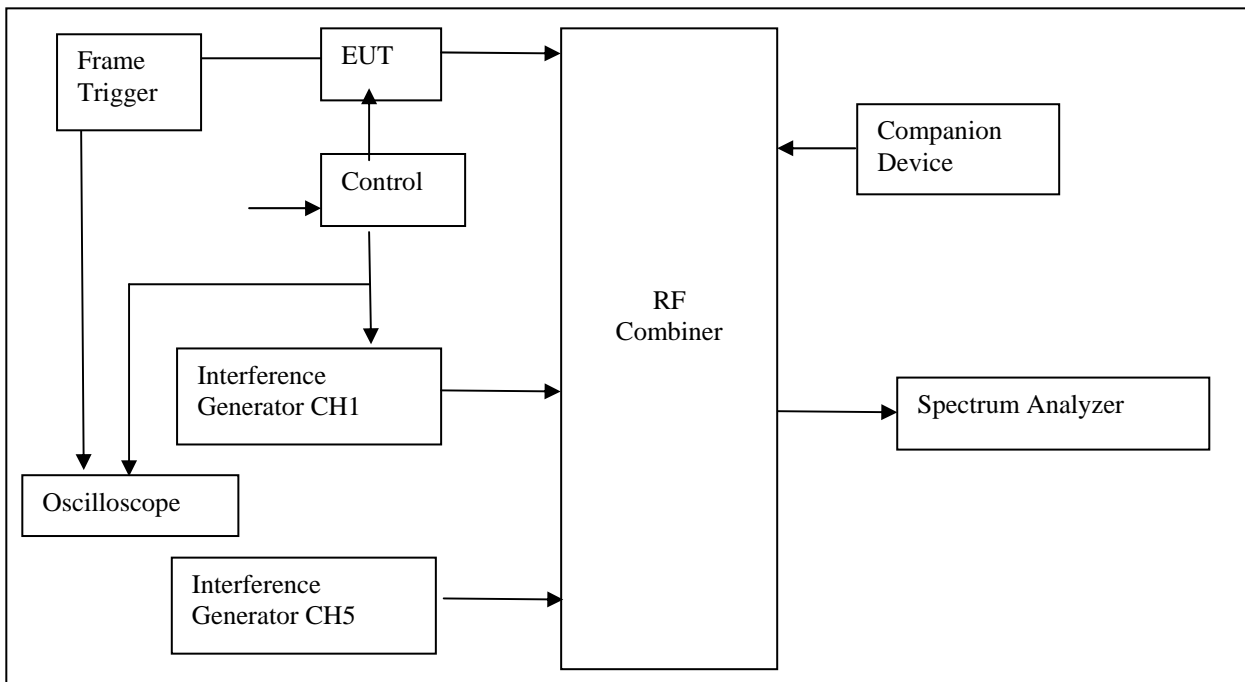 Frame
Trigger
EUT
Control
Companion
Device
RF
Combiner
Interference
Generator CH1
Spectrum Analyzer
Oscilloscope
Interference
Generator CH5